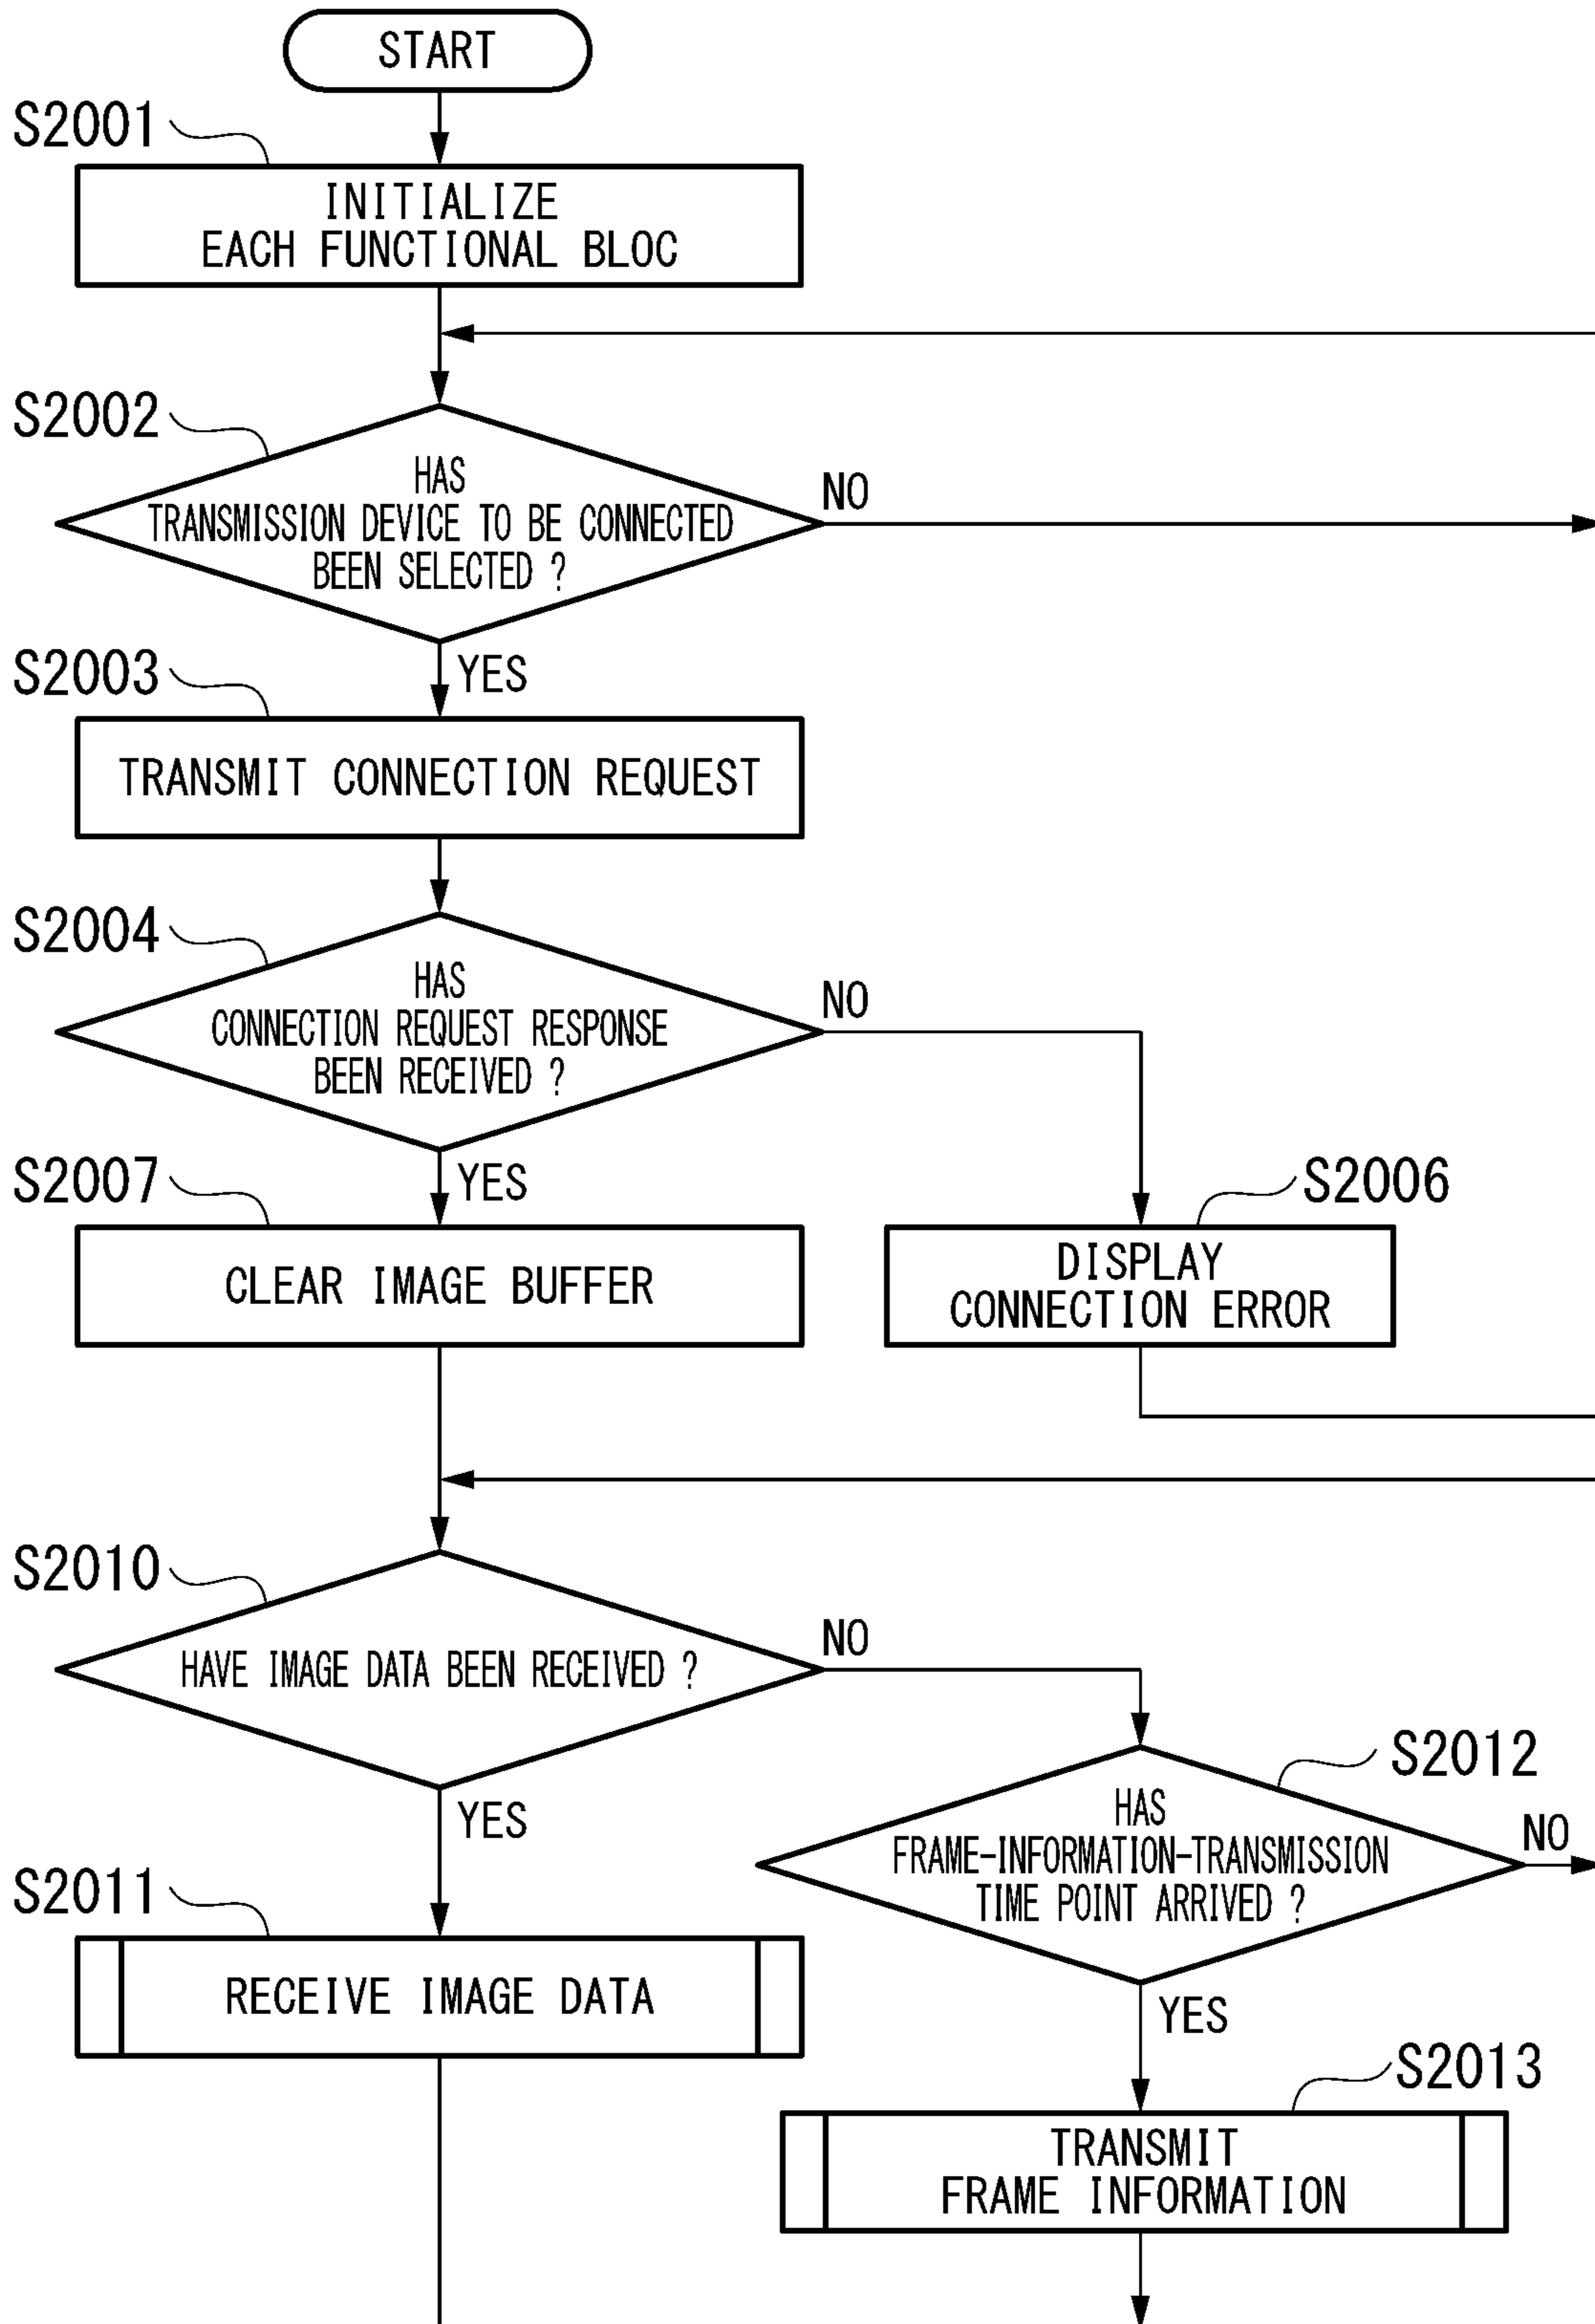 START
S2001
INITIALIZE
EACH FUNCTIONAL BLOC
S2002
HAS
TRANSMISSION DEVICE TO BE CONNECTED
BEEN SELECTED ?
NO
YES
S2003
TRANSMIT CONNECTION REQUEST
S2004
HAS
CONNECTION REQUEST RESPONSE
BEEN RECEIVED ?
NO
YES
S2007
CLEAR IMAGE BUFFER
S2006
DISPLAY
CONNECTION ERROR
S2010
HAVE IMAGE DATA BEEN RECEIVED ?
NO
YES
S2012
HAS
FRAME-INFORMATION-TRANSMISSION
TIME POINT ARRIVED ?
NO
YES
S2011
RECEIVE IMAGE DATA
S2013
TRANSMIT
FRAME INFORMATION